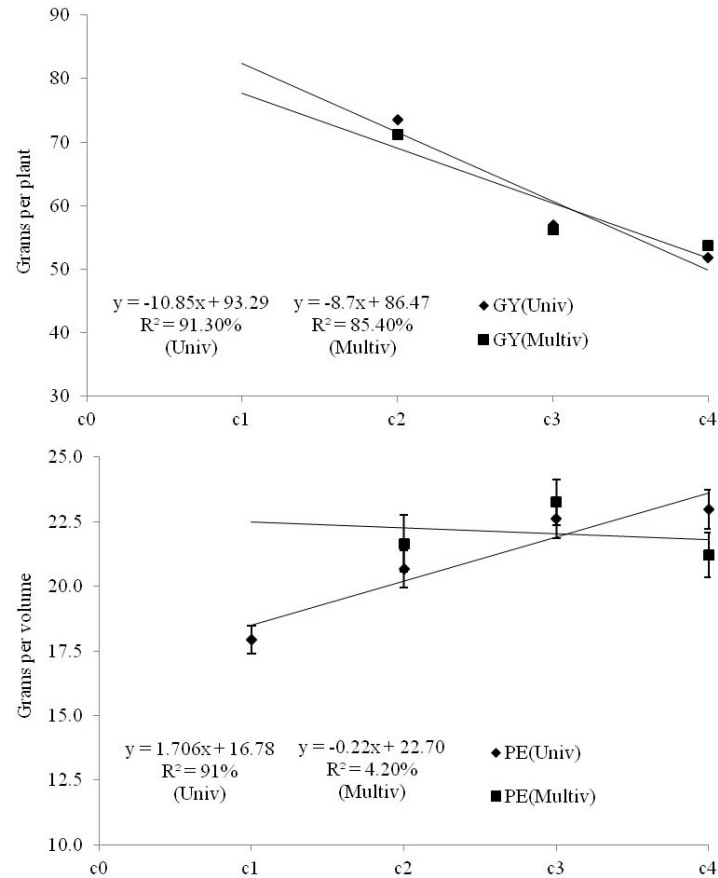 90
80
70
60
50
40
30
Grams per plant
y = -10.85x + 93.29
R² = 91.30%
(Univ)
y = -8.7x + 86.47
R² = 85.40%
(Multiv)
GY(Univ)
GY(Multiv)
c0 c1 c2 c3 c4
25.0
22.5
20.0
17.5
15.0
12.5
10.0
Grams per volume
y = 1.706x + 16.78
R² = 91%
(Univ)
y = -0.22x + 22.70
R² = 4.20%
(Multiv)
PE(Univ)
PE(Multiv)
c0 c1 c2 c3 c4